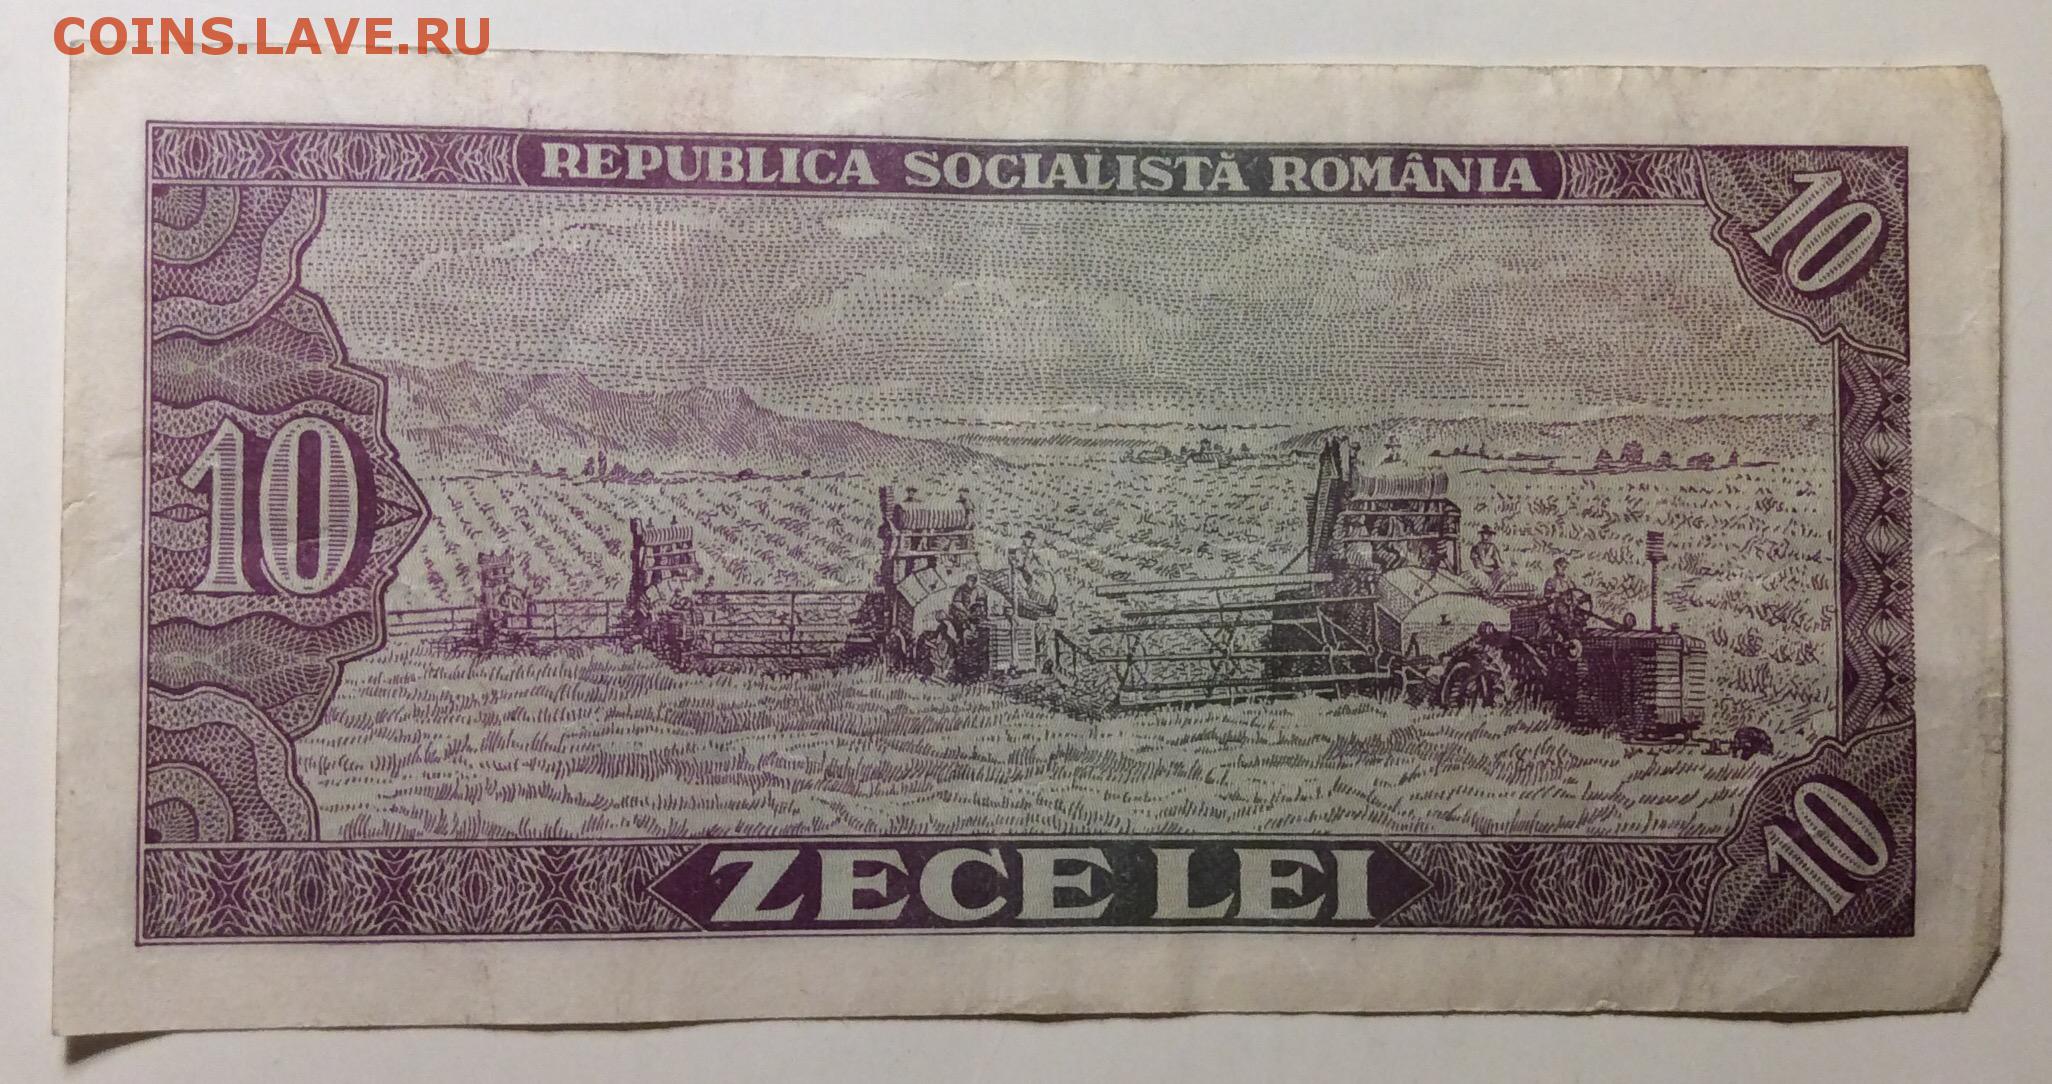 COINS.LAVE.RU
REPUBLICA SOCIALISTĂ ROMÂNIA
10
10
ZECE LEI
10